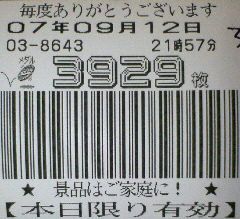 毎度ありがとうございます
07年09月12日
03-8643 21時57分
メダル 3929枚
★ 景品はご家庭に! ★
【本日限り有効】